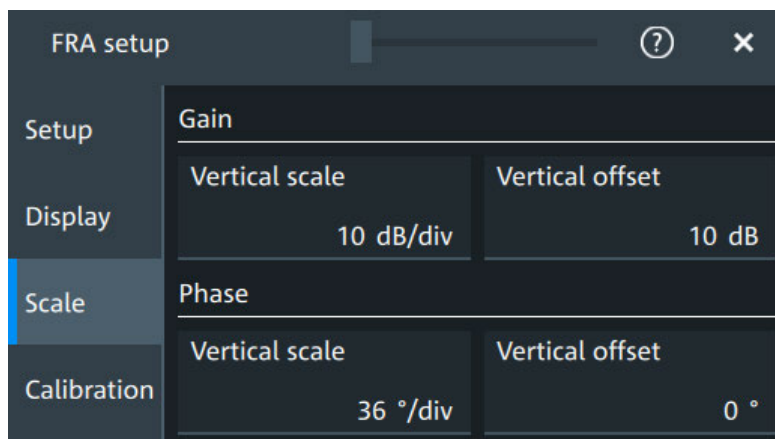 FRA setup
?
×
Setup
Gain
Vertical scale
Vertical offset
Display
10 dB/div
10 dB
Scale
Phase
Vertical scale
Vertical offset
Calibration
36 °/div
0 °